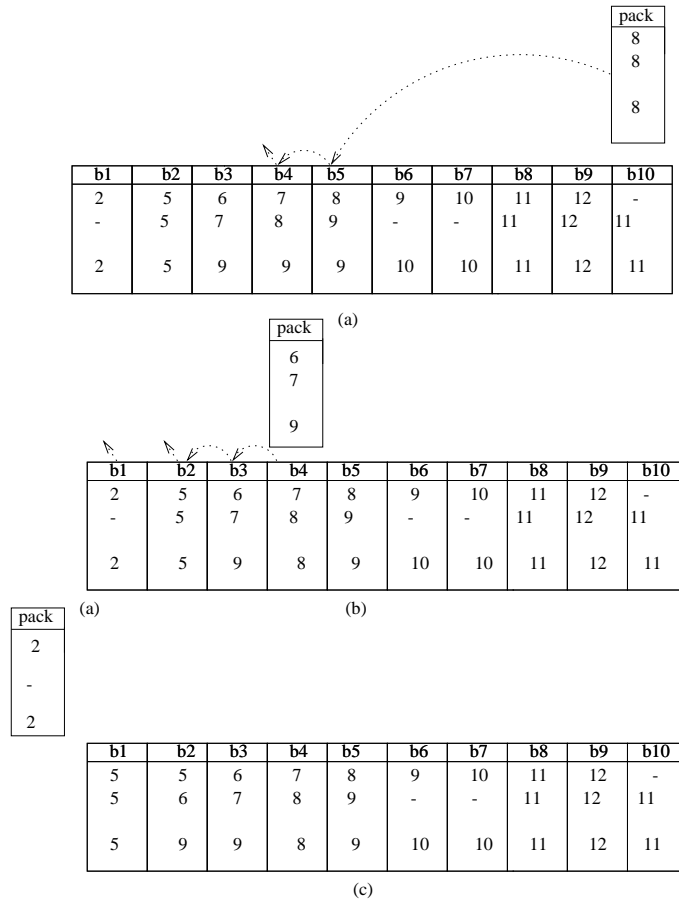 pack
8
8
8
b1 b2 b3 b4 b5 b6 b7 b8 b9 b10
2 5 6 7 8 9 10 11 12 -
- 5 7 8 9 - - 11 12 11
2 5 9 9 9 10 10 11 12 11
(a)
pack
6
7
9
b1 b2 b3 b4 b5 b6 b7 b8 b9 b10
2 5 6 7 8 9 10 11 12 -
- 5 7 8 9 - - 11 12 11
2 5 9 8 9 10 10 11 12 11
(a) (b)
pack
2
-
2
b1 b2 b3 b4 b5 b6 b7 b8 b9 b10
5 5 6 7 8 9 10 11 12 -
5 6 7 8 9 - - 11 12 11
5 9 9 8 9 10 10 11 12 11
(c)